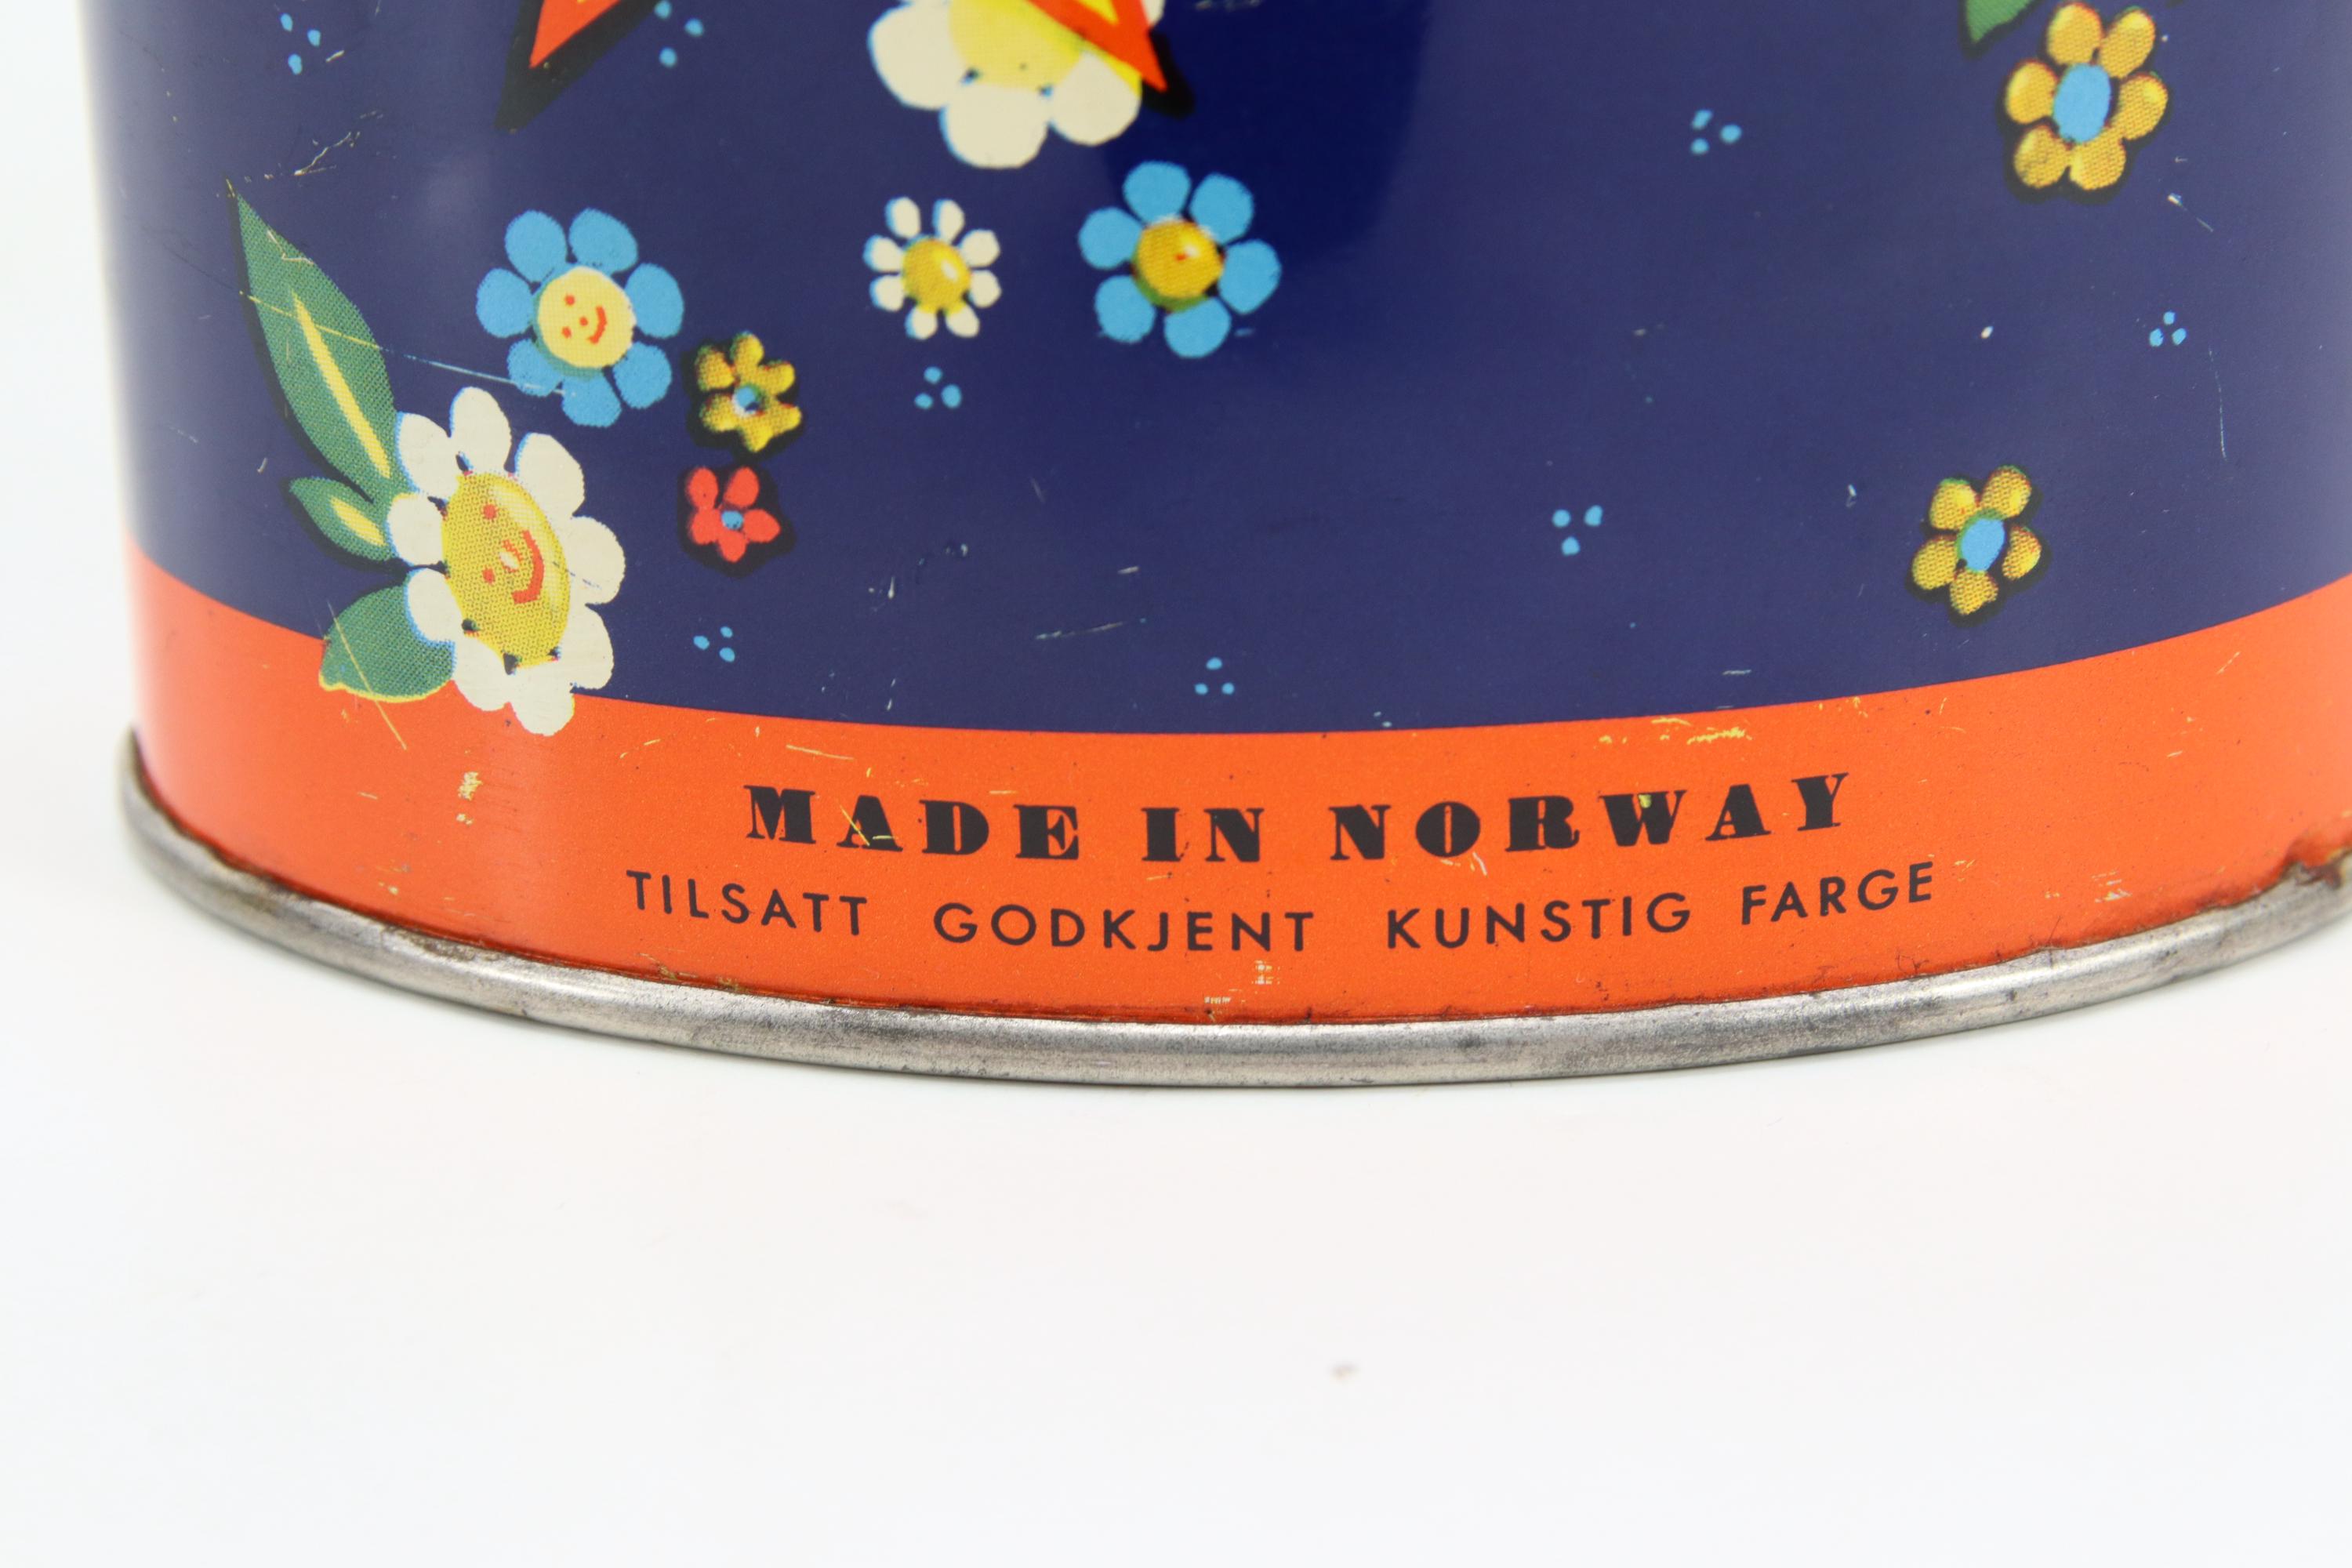 MADE IN NORWAY
TILSATT GODKJENT KUNSTIG FARGE